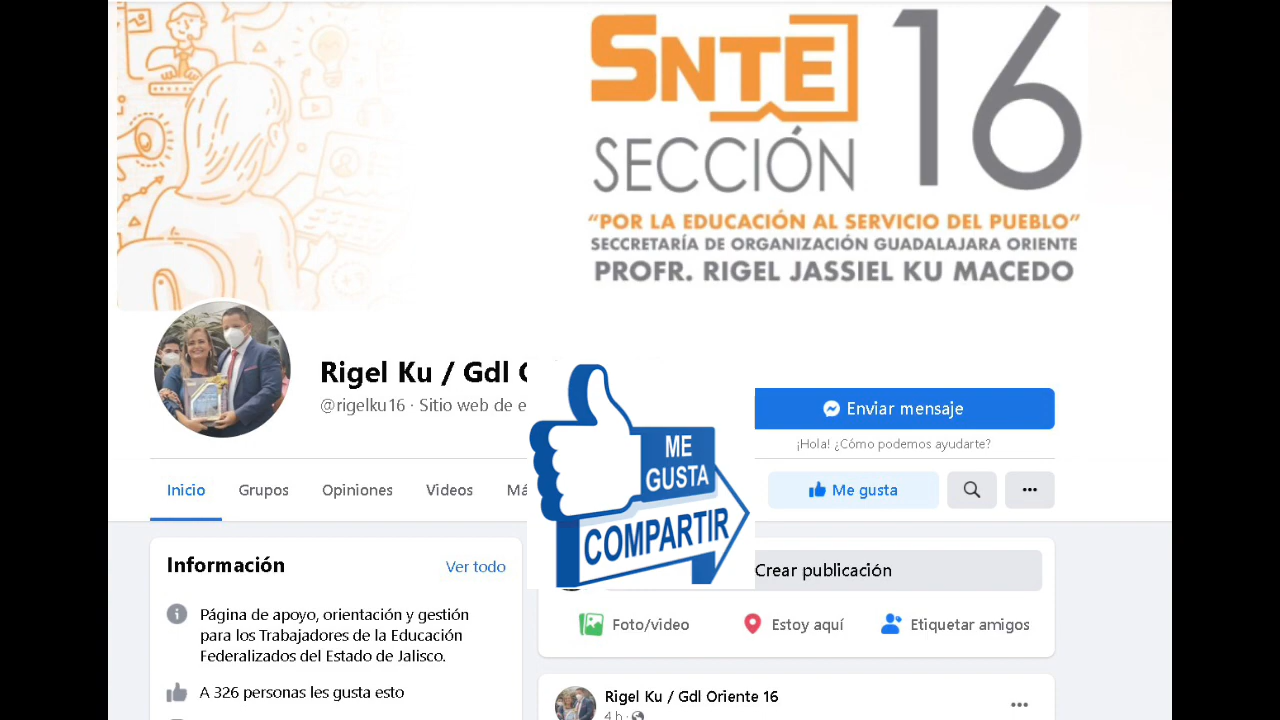 SNTE
SECCIÓN
16
“POR LA EDUCACIÓN AL SERVICIO DEL PUEBLO”
SECCRETARÍA DE ORGANIZACIÓN GUADALAJARA ORIENTE
PROFR. RIGEL JASSIEL KU MACEDO
Rigel Ku / Gdl
@rigelku16 · Sitio web de
Enviar mensaje
¡Hola! ¿Cómo podemos ayudarte?
ME
GUSTA
COMPARTIR
Inicio Grupos Opiniones Videos
Me gusta
Información Ver todo
Página de apoyo, orientación y gestión
para los Trabajadores de la Educación
Federalizados del Estado de Jalisco.
A 326 personas les gusta esto
Crear publicación
Foto/video Estoy aquí Etiquetar amigos
Rigel Ku / Gdl Oriente 16
4 h ·